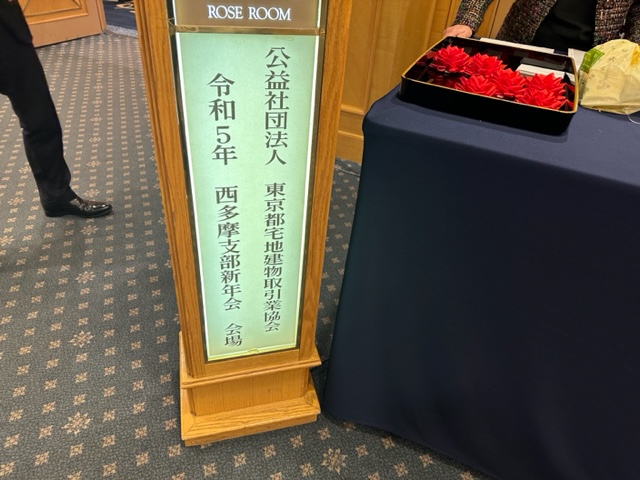 ROSE ROOM
公益社団法人 東京都宅地建物取引業協会
令和5年 西多摩支部新年会 会場